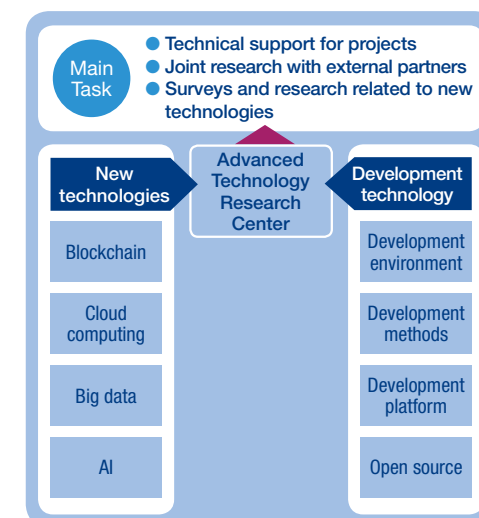 Main
Task
● Technical support for projects
● Joint research with external partners
● Surveys and research related to new
technologies
New
technologies
Blockchain
Cloud
computing
Big data
AI
Advanced
Technology
Research
Center
Development
technology
Development
environment
Development
methods
Development
platform
Open source